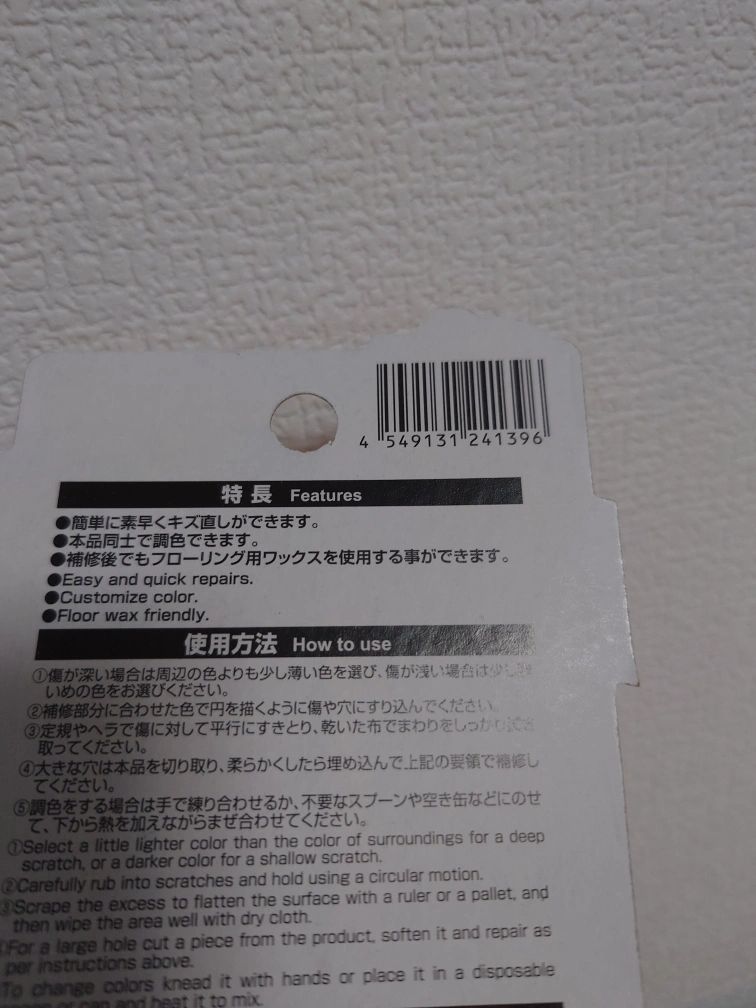 4 549131 241396
特長 Features
●簡単に素早くキズ直しができます。
●本品同士で調色できます。
●補修後でもフローリング用ワックスを使用する事ができます。
●Easy and quick repairs.
●Customize color.
●Floor wax friendly.
使用方法 How to use
①傷が深い場合は周辺の色よりも少し薄い色を選び、傷が浅い場合は少し
いめの色をお選びください。
②補修部分に合わせた色で円を描くように傷や穴にすり込んでください。
③定規やヘラで傷に対して平行にすきとり、乾いた布でまわりをしっかり拭き
取ってください。
④大きな穴は本品を切り取り、柔らかくしたら埋め込んで上記の要領で補修し
てください。
⑤調色をする場合は手で練り合わせるか、不要なスプーンや空き缶などにのせ
て、下から熱を加えながらまぜ合わせてください。
①Select a little lighter color than the color of surroundings for a deep
scratch, or a darker color for a shallow scratch.
②Carefully rub into scratches and hold using a circular motion.
③Scrape the excess to flatten the surface with a ruler or a pallet, and
then wipe the area well with dry cloth.
For a large hole cut a piece from the product, soften it and repair as
per instructions above.
To change colors knead it with hands or place it in a disposable
or can and heat it to mix.